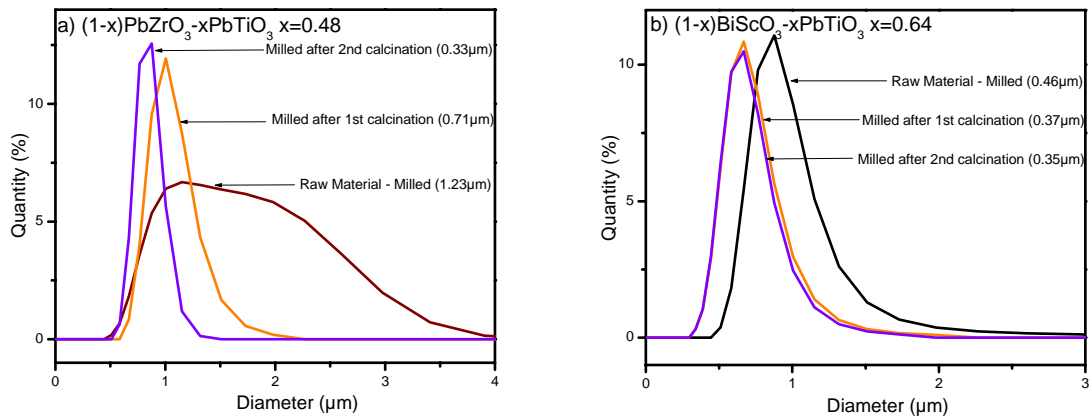 a) (1-x)PbZrO₃-xPbTiO₃ x=0.48
Milled after 2nd calcination (0.33µm)
Milled after 1st calcination (0.71µm)
Raw Material - Milled (1.23µm)
Quantity (%)
10
5
0
0
1
2
3
4
Diameter (µm)
b) (1-x)BiScO₃-xPbTiO₃ x=0.64
Raw Material - Milled (0.46µm)
Milled after 1st calcination (0.37µm)
Milled after 2nd calcination (0.35µm)
Quantity (%)
10
5
0
0
1
2
3
Diameter (µm)